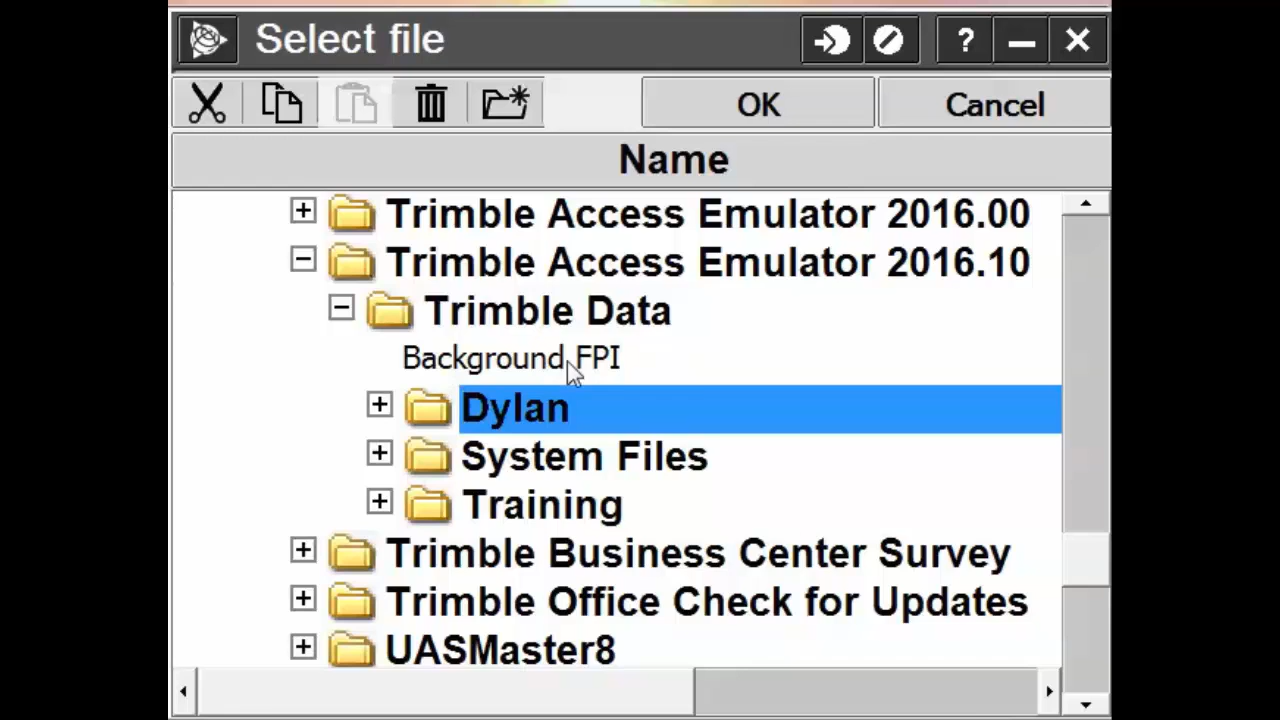 Select file
?
OK
Cancel
Name
Trimble Access Emulator 2016.00
Trimble Access Emulator 2016.10
Trimble Data
Background FPI
Dylan
System Files
Training
Trimble Business Center Survey
Trimble Office Check for Updates
UASMaster8